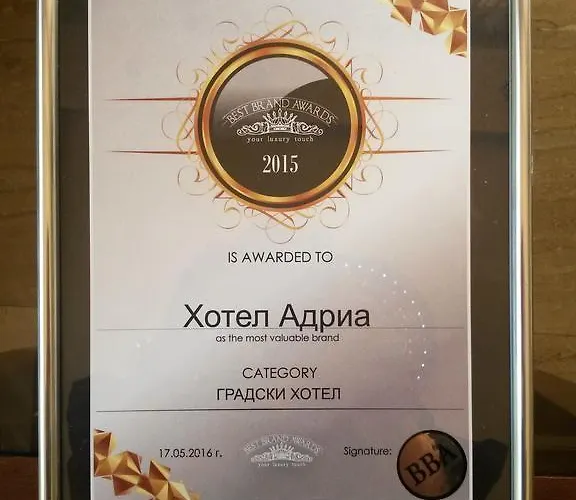 BEST BRAND AWARDS
your luxury touch
2015
IS AWARDED TO
Хотел Адриа
as the most valuable brand
CATEGORY
ГРАДСКИ ХОТЕЛ
17.05.2016 г.
BEST BRAND AWARDS
your luxury touch
Signature:
BBA